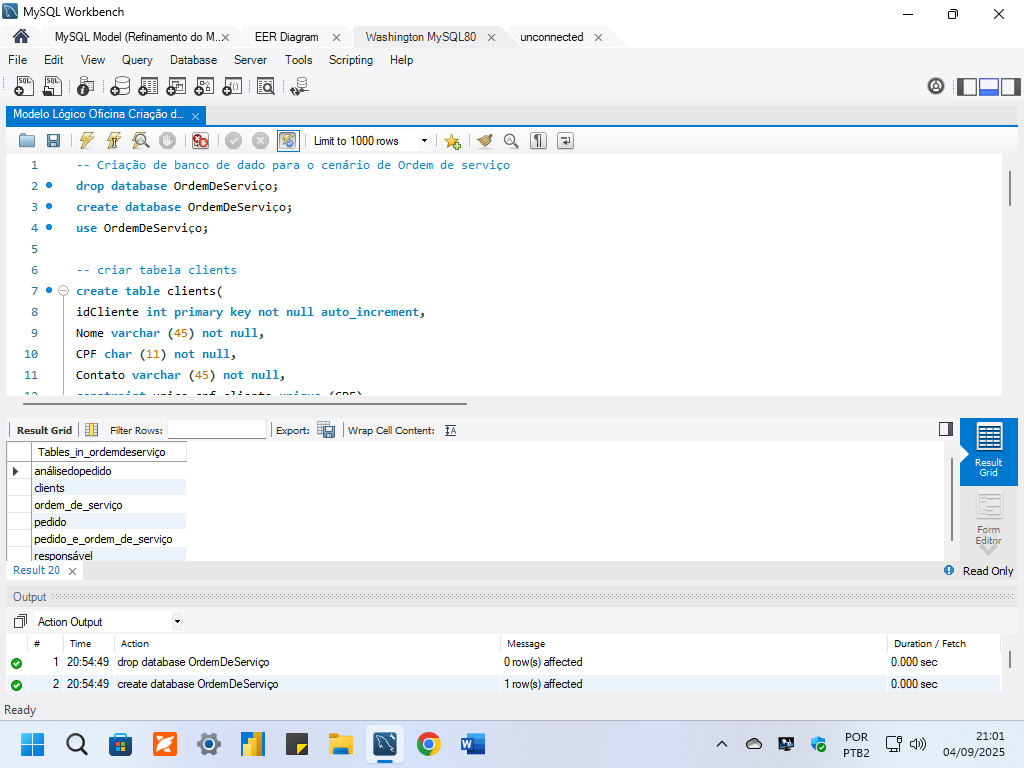 MySQL Workbench
MySQL Model (Refinamento do M...
EER Diagram
Washington MySQL80
unconnected
File Edit View Query Database Server Tools Scripting Help
Modelo Lógico Oficina Criação d...
Limit to 1000 rows
1 -- Criação de banco de dado para o cenário de Ordem de serviço
2 drop database OrdemDeServiço;
3 create database OrdemDeServiço;
4 use OrdemDeServiço;
5
6 -- criar tabela clients
7 create table clients(
8 idCliente int primary key not null auto_increment,
9 Nome varchar (45) not null,
10 CPF char (11) not null,
11 Contato varchar (45) not null,
Result Grid Filter Rows: Export: Wrap Cell Content:
Tables_in_ordemdeserviço
análisedopedido
clients
ordem_de_serviço
pedido
pedido_e_ordem_de_serviço
responsável
Result Grid
Form Editor
Result 20
Read Only
Output
Action Output
# Time Action Message Duration / Fetch
1 20:54:49 drop database OrdemDeServiço 0 row(s) affected 0.000 sec
2 20:54:49 create database OrdemDeServiço 1 row(s) affected 0.000 sec
Ready
POR
PTB2
21:01
04/09/2025